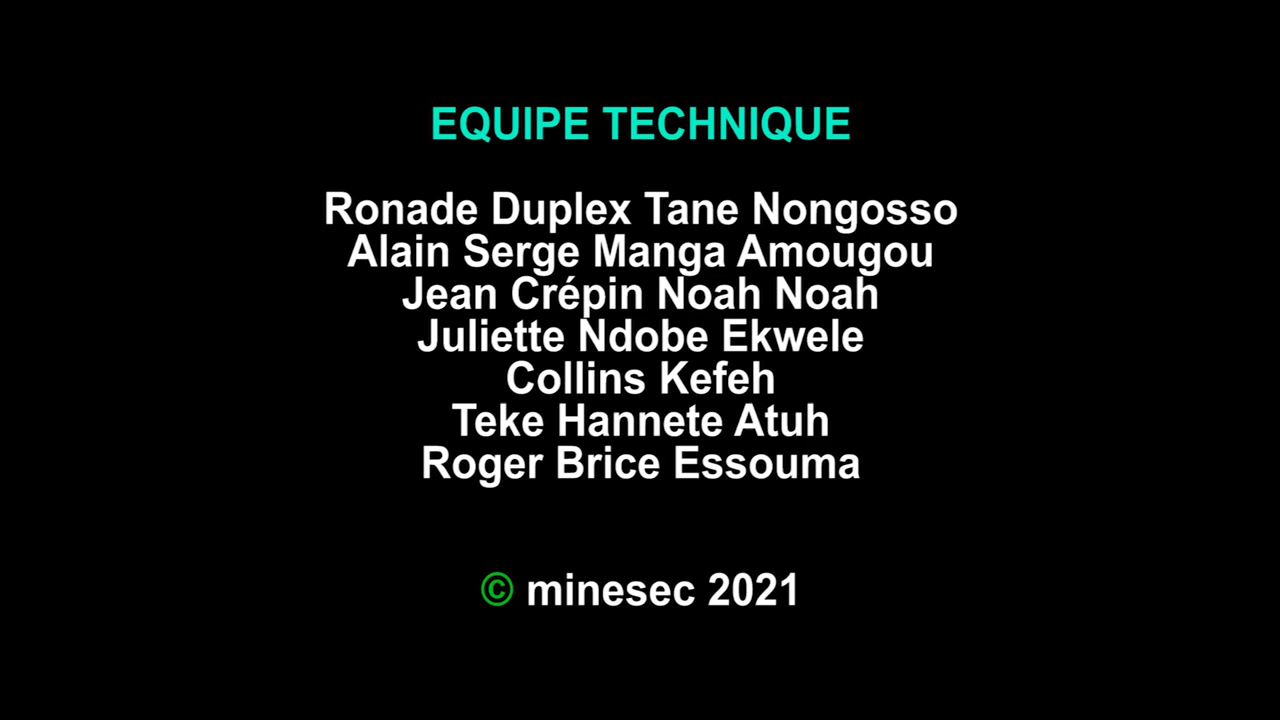 EQUIPE TECHNIQUE
Ronade Duplex Tane Nongosso
Alain Serge Manga Amougou
Jean Crépin Noah Noah
Juliette Ndobe Ekwele
Collins Kefeh
Teke Hannete Atuh
Roger Brice Essouma
© minesec 2021